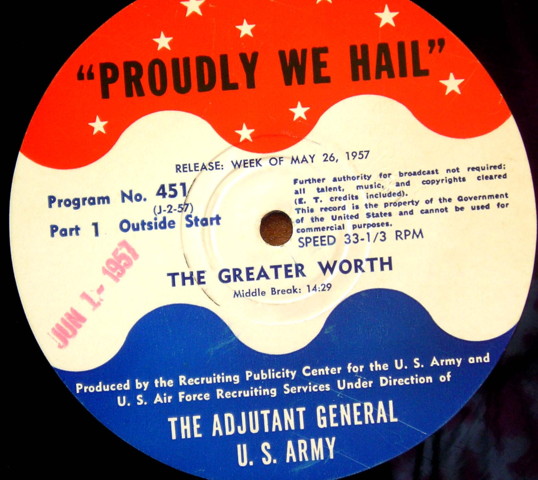 "PROUDLY WE HAIL"
RELEASE: WEEK OF MAY 26, 1957
Program No. 451
(J-2-57)
Part 1 Outside Start
Further authority for broadcast not required;
all talent, music, and copyrights cleared
(E. T. credits included).
This record is the property of the Government
of the United States and cannot be used for
commercial purposes.
SPEED 33-1/3 RPM
JUN 1 - 1957
THE GREATER WORTH
Middle Break: 14:29
Produced by the Recruiting Publicity Center for the U. S. Army and
U. S. Air Force Recruiting Services Under Direction of
THE ADJUTANT GENERAL
U. S. ARMY